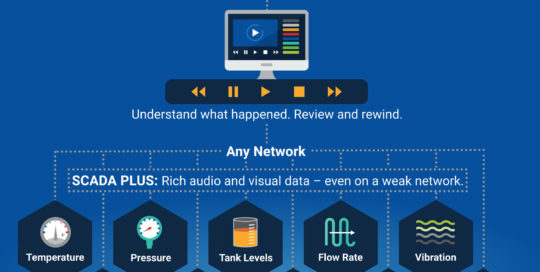 Understand what happened. Review and rewind.
Any Network
SCADA PLUS: Rich audio and visual data – even on a weak network.
Temperature
Pressure
Tank Levels
Flow Rate
Vibration